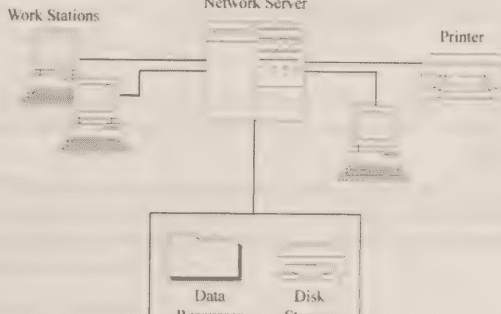 Network Server
Work Stations
Printer
Data
Disk